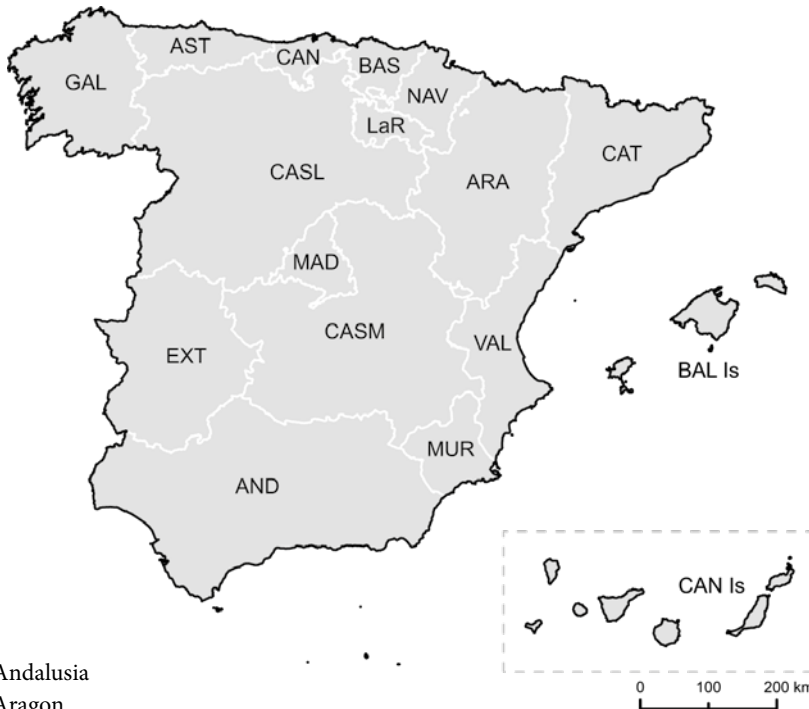 AST
CAN
BAS
GAL
NAV
LaR
CAT
CASL
ARA
MAD
CASM
VAL
EXT
BAL Is
MUR
AND
CAN Is
Andalusia
Aragon
0 100 200 km